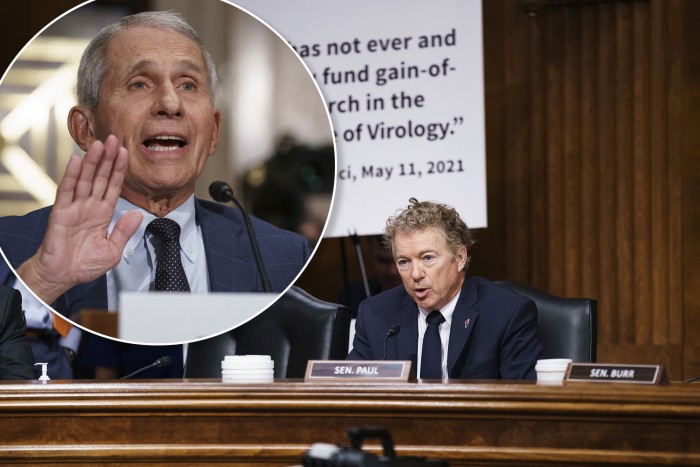 has not ever and
fund gain-of-
rch in the
e of Virology.”
ci, May 11, 2021
SEN. PAUL
SEN. BURR